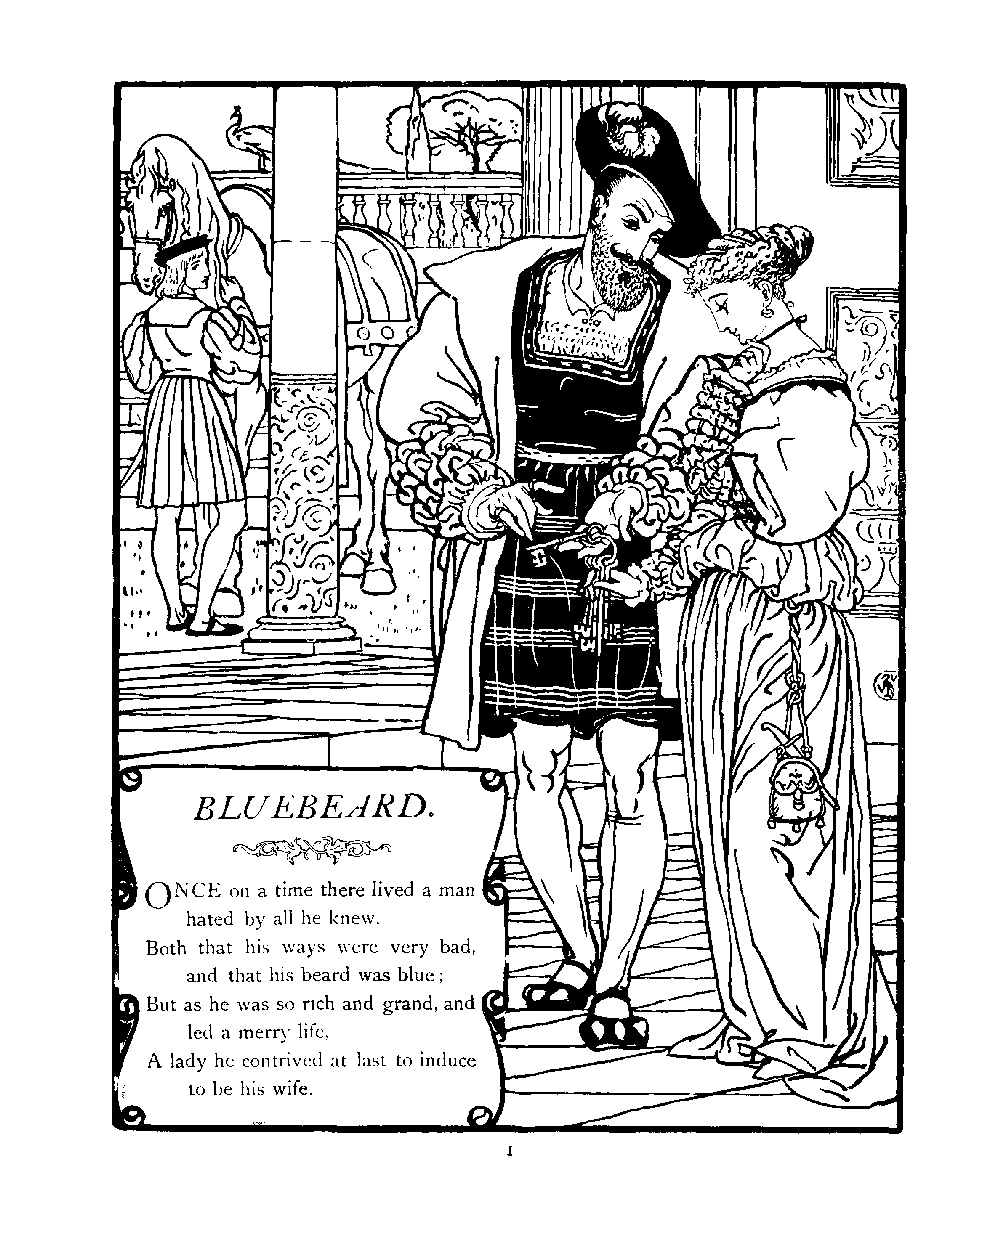 BLUEBEARD.
ONCE on a time there lived a man
hated by all he knew.
Both that his ways were very bad,
and that his beard was blue;
But as he was so rich and grand, and
led a merry life,
A lady he contrived at last to induce
to be his wife.
1